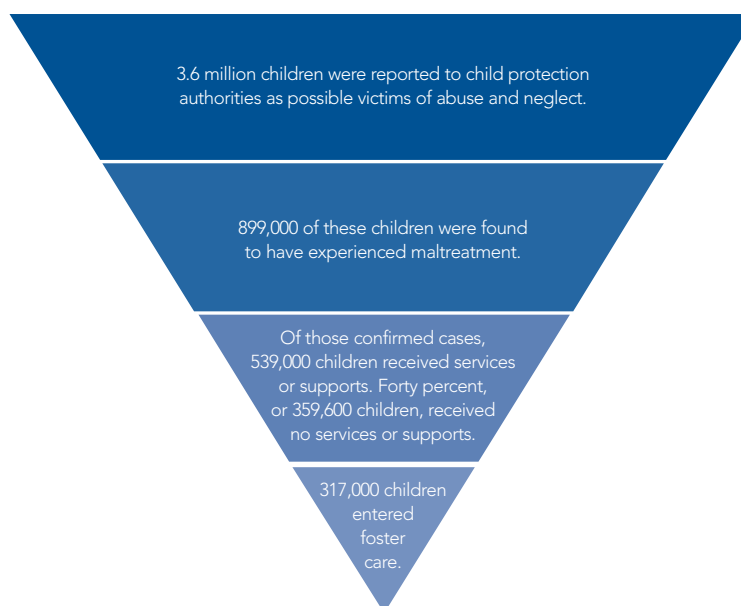 3.6 million children were reported to child protection
authorities as possible victims of abuse and neglect.
899,000 of these children were found
to have experienced maltreatment.
Of those confirmed cases,
539,000 children received services
or supports. Forty percent,
or 359,600 children, received
no services or supports.
317,000 children
entered
foster
care.